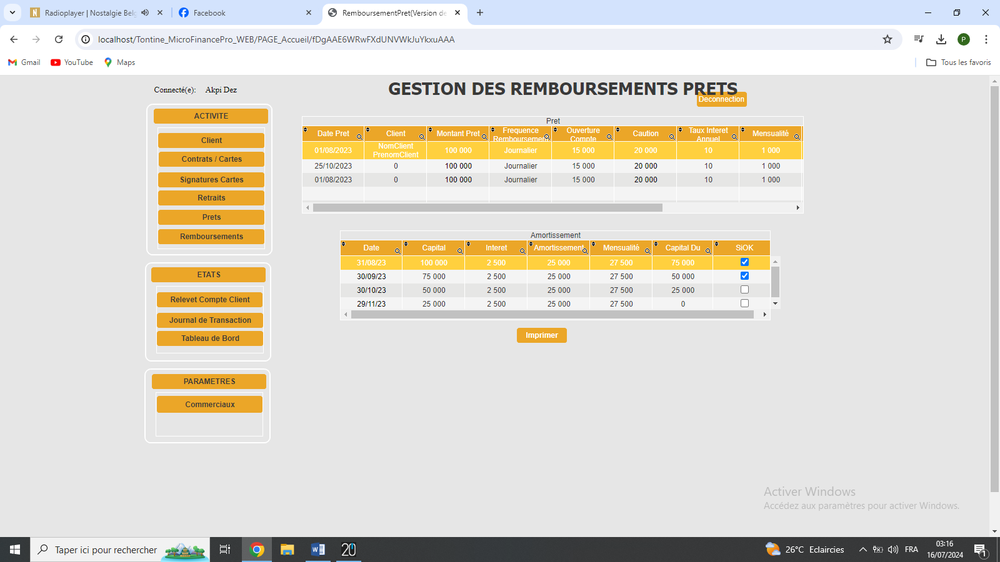 Radioplayer | Nostalgie Belg
Facebook
RemboursementPret(Version de
localhost/Tontine_MicroFinancePro_WEB/PAGE_Accueil/fDgAAE6WRwFXdUNVWkJuYkxuAAA
P
Gmail
YouTube
Maps
Tous les favoris
Connecté(e): Akpi Dez
GESTION DES REMBOURSEMENTS PRETS
Deconnection
ACTIVITE
Client
Contrats / Cartes
Signatures Cartes
Retraits
Prets
Remboursements
ETATS
Relevet Compte Client
Journal de Transaction
Tableau de Bord
PARAMETRES
Commerciaux
Pret
Date Pret Client Montant Pret Frequence Remboursement Ouverture Compte Caution Taux Interet Annuel Mensualité
01/08/2023 NomClient PrenomClient 100 000 Journalier 15 000 20 000 10 1 000
25/10/2023 0 100 000 Journalier 15 000 20 000 10 1 000
01/08/2023 0 100 000 Journalier 15 000 20 000 10 1 000
Amortissement
Date Capital Interet Amortissement Mensualité Capital Du SiOK
31/08/23 100 000 2 500 25 000 27 500 75 000
30/09/23 75 000 2 500 25 000 27 500 50 000
30/10/23 50 000 2 500 25 000 27 500 25 000
29/11/23 25 000 2 500 25 000 27 500 0
Imprimer
Activer Windows
Accédez aux paramètres pour activer Windows.
Taper ici pour rechercher
20
26°C Eclaircies
FRA
03:16
16/07/2024
1